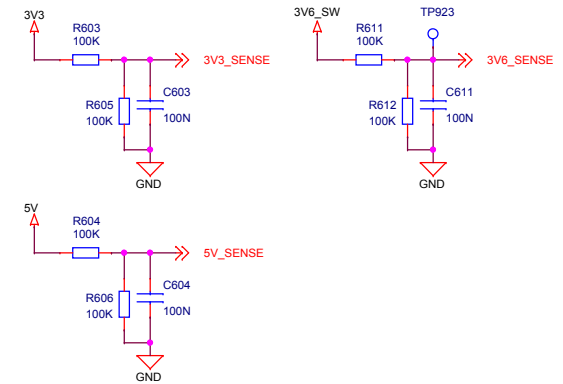 3V3
R603
100K
3V3_SENSE
R605
100K
C603
100N
GND
3V6_SW
TP923
R611
100K
3V6_SENSE
R612
100K
C611
100N
GND
5V
R604
100K
5V_SENSE
R606
100K
C604
100N
GND